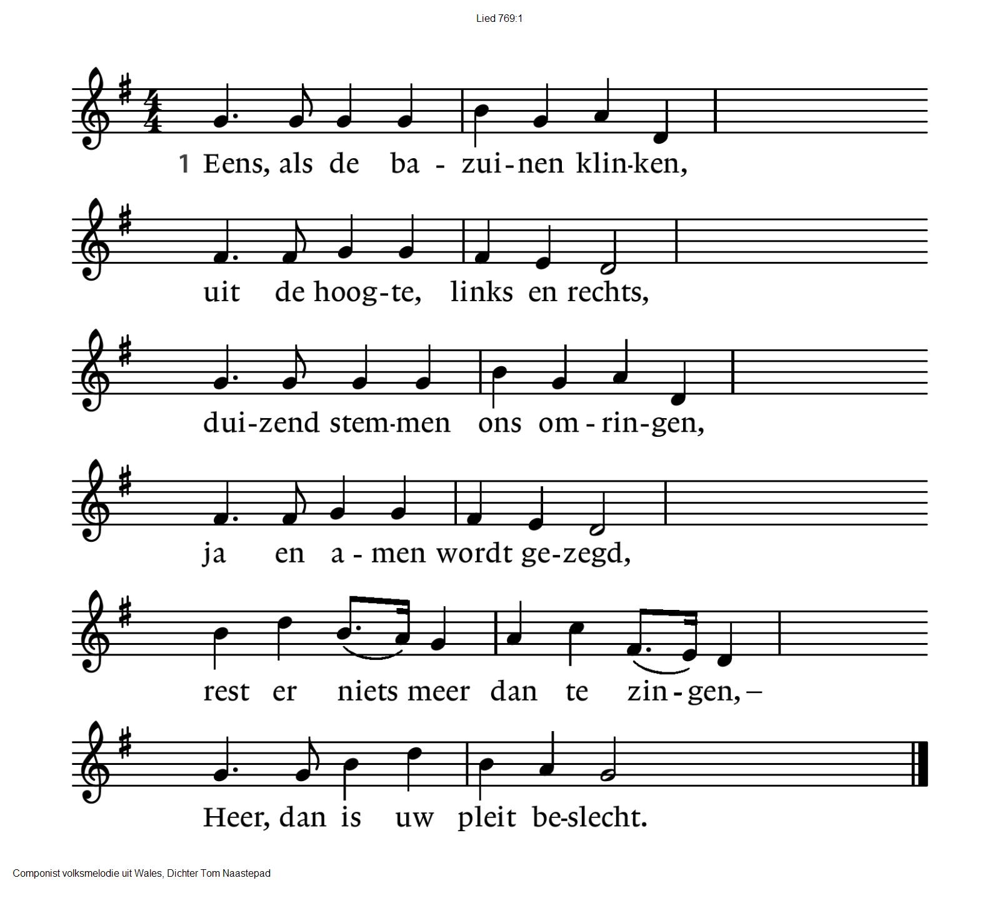 Lied 769:1
4
4
1 Eens, als de ba - zui-nen klin-ken,
uit de hoog-te, links en rechts,
dui-zend stem-men ons om-rin-gen,
ja en a - men wordt ge-zegd,
rest er niets meer dan te zin-gen, –
Heer, dan is uw pleit be-slecht.
Componist volksmelodie uit Wales, Dichter Tom Naastepad